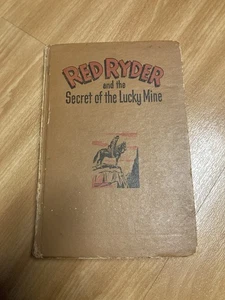 RED RYDER
and the
Secret of the Lucky Mine